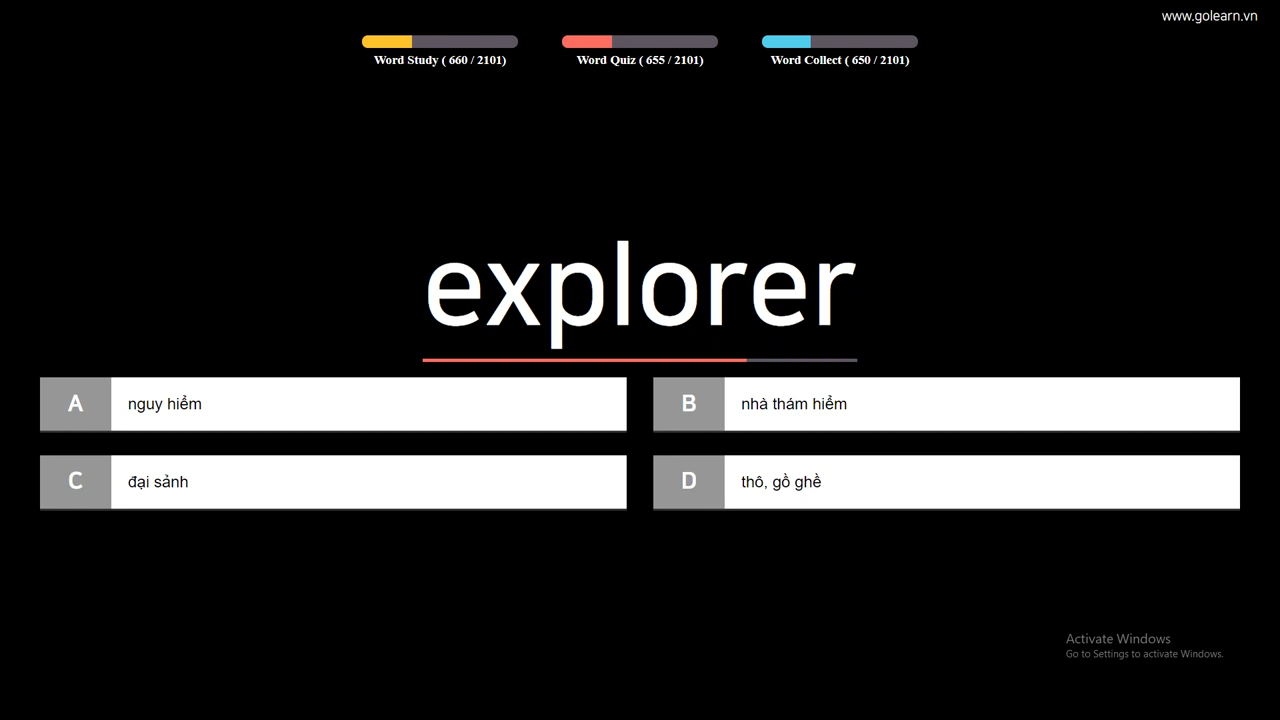 www.golearn.vn
Word Study ( 660 / 2101)
Word Quiz ( 655 / 2101)
Word Collect ( 650 / 2101)
explorer
A nguy hiểm
B nhà thám hiểm
C đại sảnh
D thô, gồ ghề
Activate Windows
Go to Settings to activate Windows.